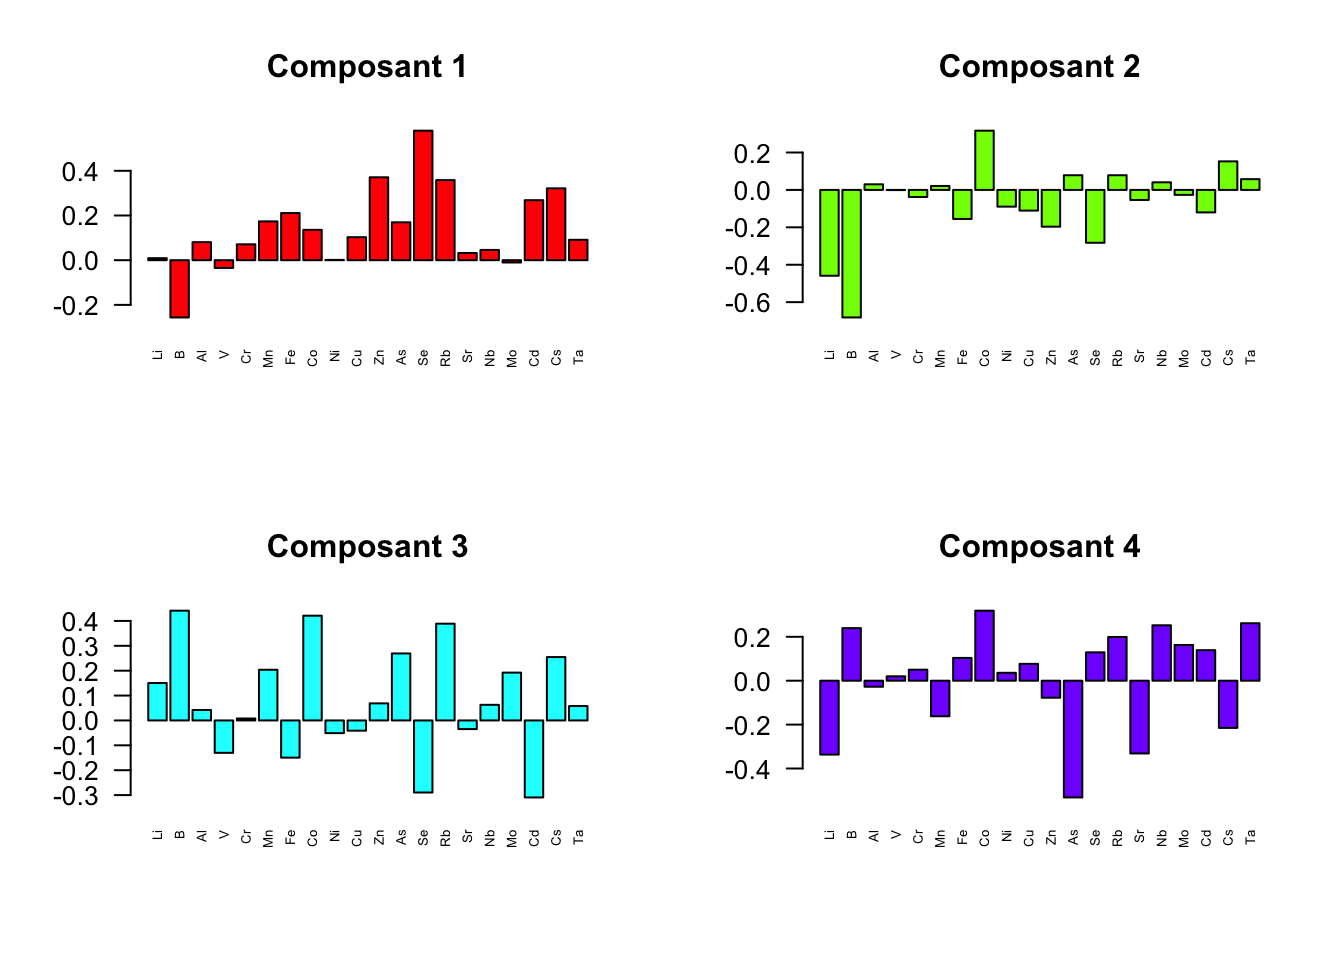 Composant 1
0.4
0.2
0.0
-0.2
Li B Al V Cr Mn Fe Co Ni Cu Zn As Se Rb Sr Nb Mo Cd Cs Ta
Composant 2
0.2
0.0
-0.2
-0.4
-0.6
Li B Al V Cr Mn Fe Co Ni Cu Zn As Se Rb Sr Nb Mo Cd Cs Ta
Composant 3
0.4
0.3
0.2
0.1
0.0
-0.1
-0.2
-0.3
Li B Al V Cr Mn Fe Co Ni Cu Zn As Se Rb Sr Nb Mo Cd Cs Ta
Composant 4
0.2
0.0
-0.2
-0.4
Li B Al V Cr Mn Fe Co Ni Cu Zn As Se Rb Sr Nb Mo Cd Cs Ta